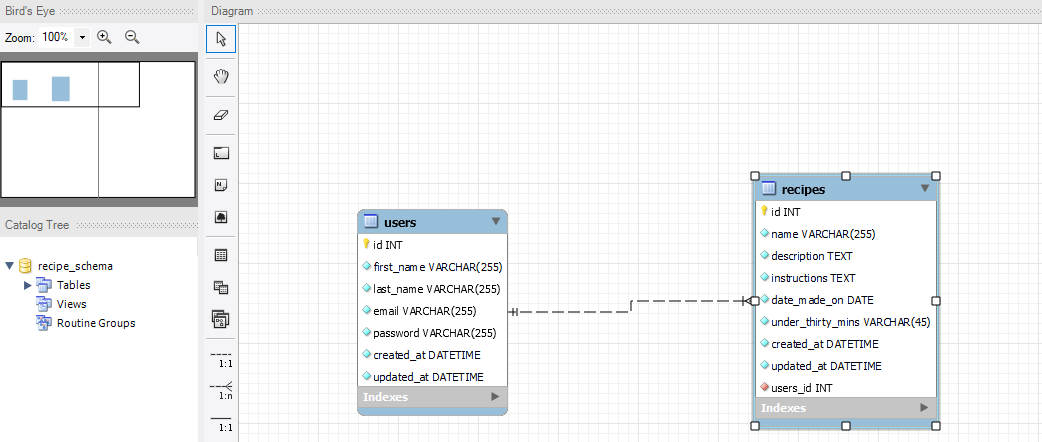 Bird's Eye
Zoom: 100%
Catalog Tree
recipe_schema
Tables
Views
Routine Groups
Diagram
1:1
1:n
1:1
users
id INT
first_name VARCHAR(255)
last_name VARCHAR(255)
email VARCHAR(255)
password VARCHAR(255)
created_at DATETIME
updated_at DATETIME
Indexes
recipes
id INT
name VARCHAR(255)
description TEXT
instructions TEXT
date_made_on DATE
under_thirty_mins VARCHAR(45)
created_at DATETIME
updated_at DATETIME
users_id INT
Indexes